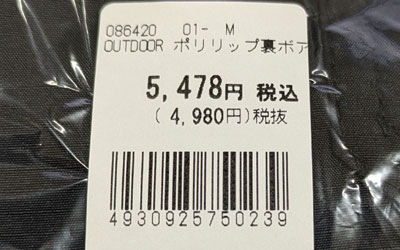 086420 01- M
OUTDOOR ポリリップ裏ボア
5,478円 税込
(4,980円)税抜
4930925750239